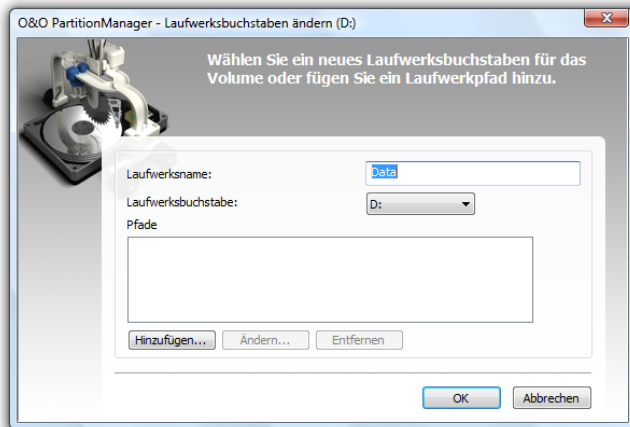 O&O PartitionManager - Laufwerksbuchstaben ändern (D:)
Wählen Sie ein neues Laufwerksbuchstaben für das
Volume oder fügen Sie ein Laufwerkpfad hinzu.
Laufwerksname:
Data
Laufwerksbuchstabe:
D:
Pfade
Hinzufügen...
Ändern...
Entfernen
OK
Abbrechen